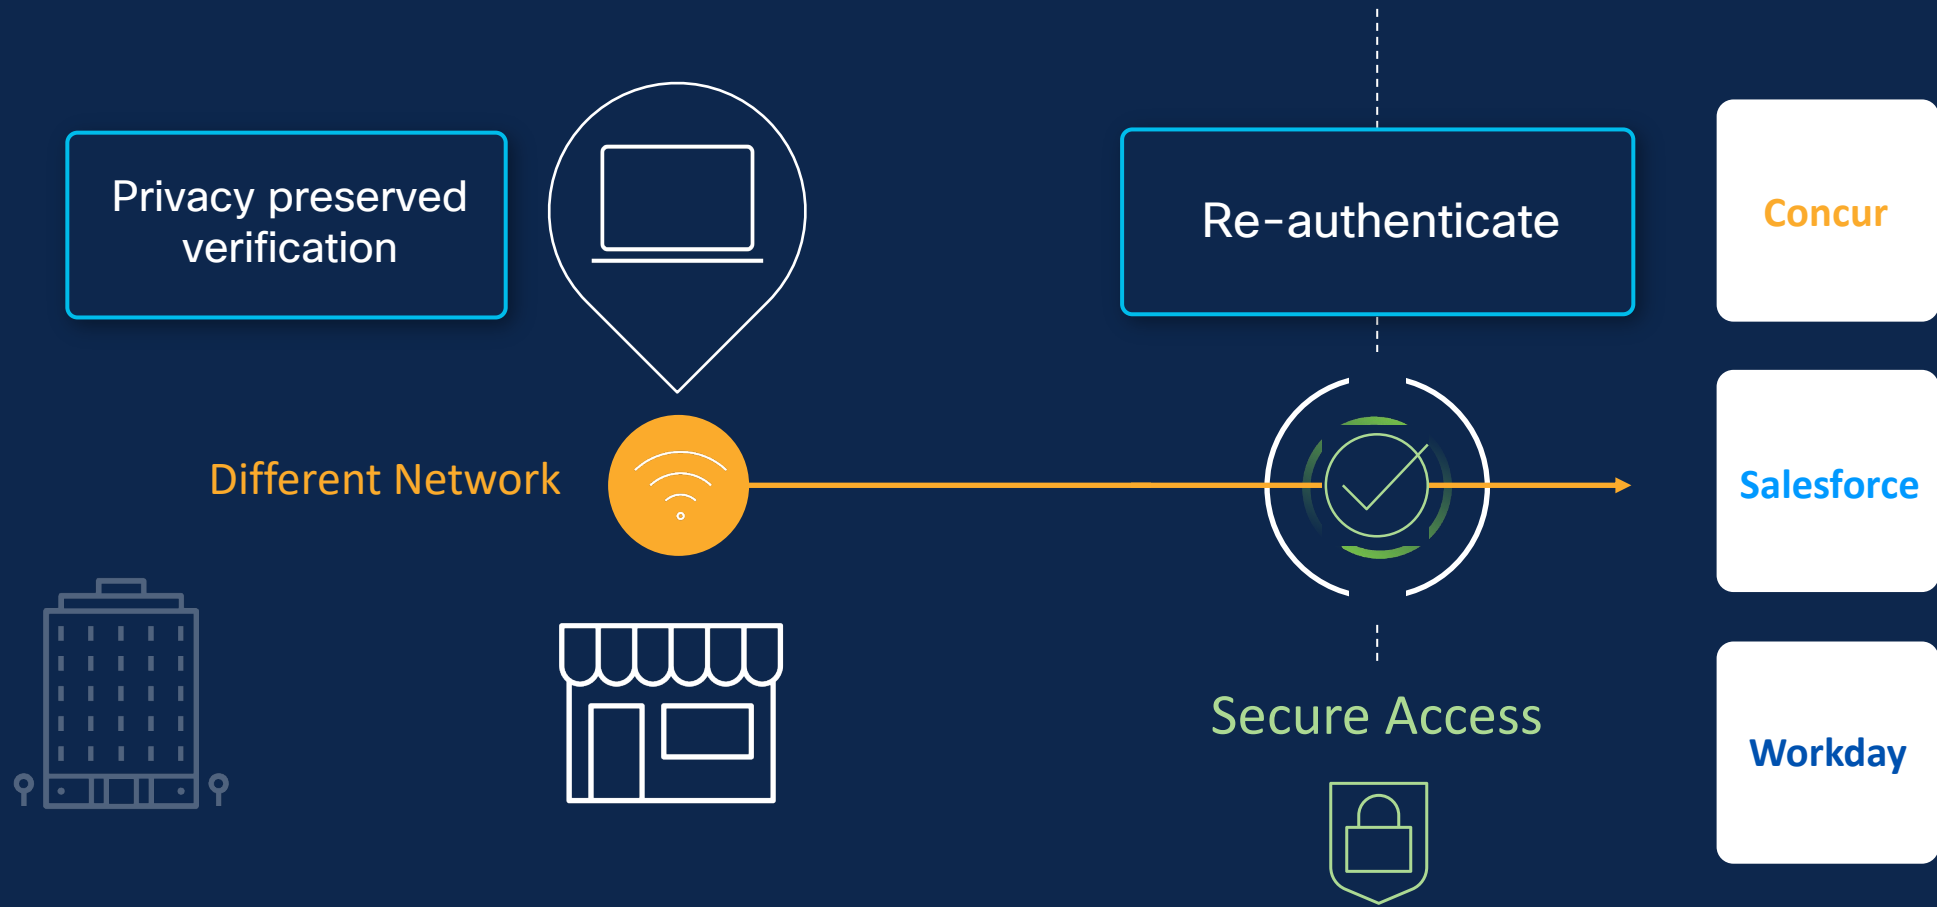 Privacy preserved
verification
Re-authenticate
Concur
Different Network
Salesforce
Secure Access
Workday